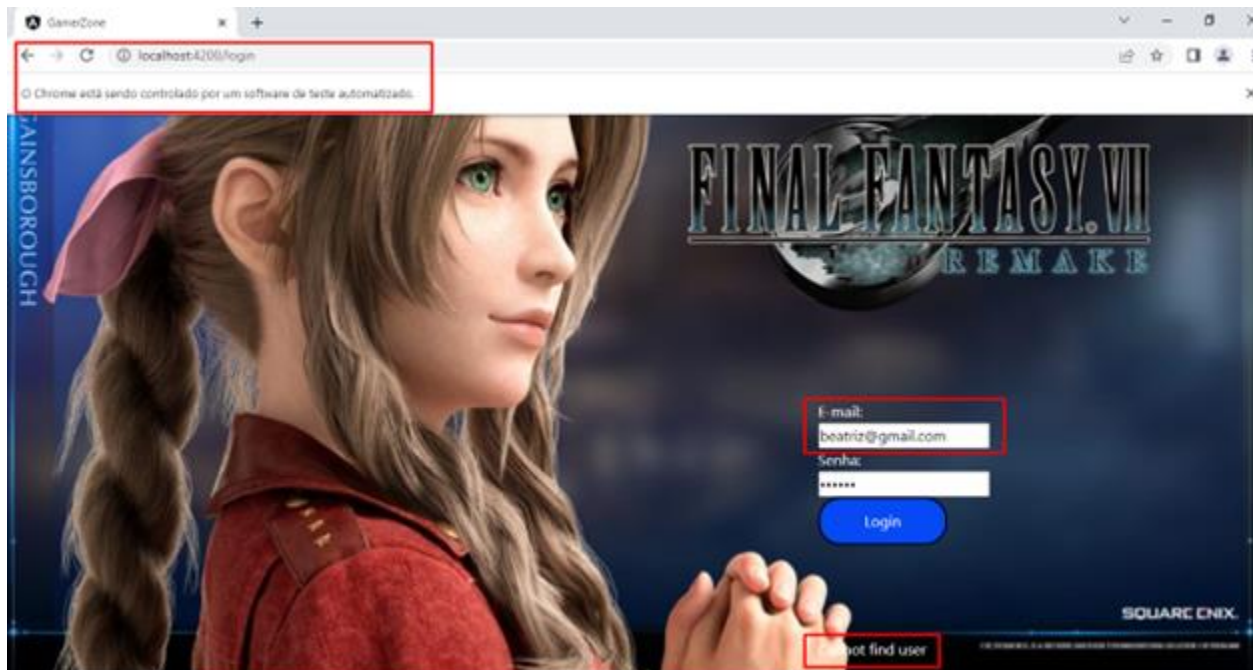 GamerZone
localhost:4200/login
O Chrome está sendo controlado por um software de teste automatizado.
GAINSBOROUGH
FINAL FANTASY VII
REMAKE
E-mail:
beatriz@gmail.com
Senha:
••••••
Login
SQUARE ENIX.
not find user